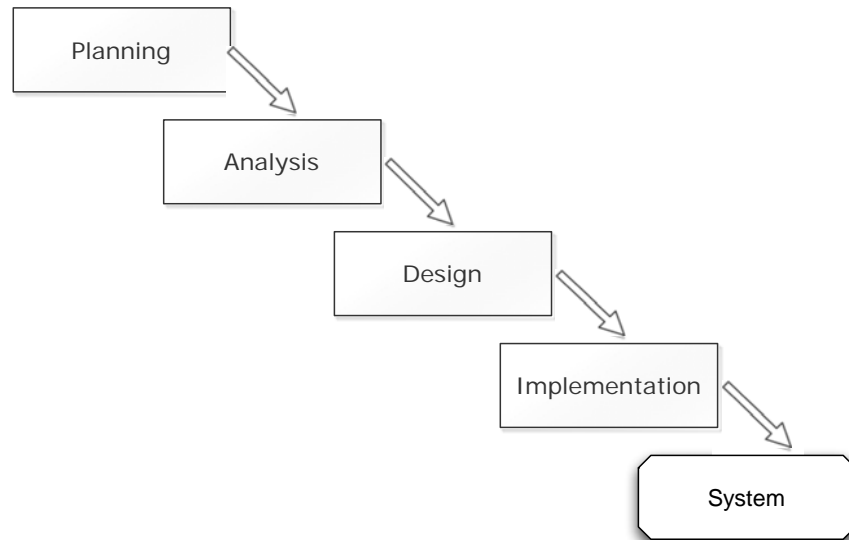 Planning
Analysis
Design
Implementation
System